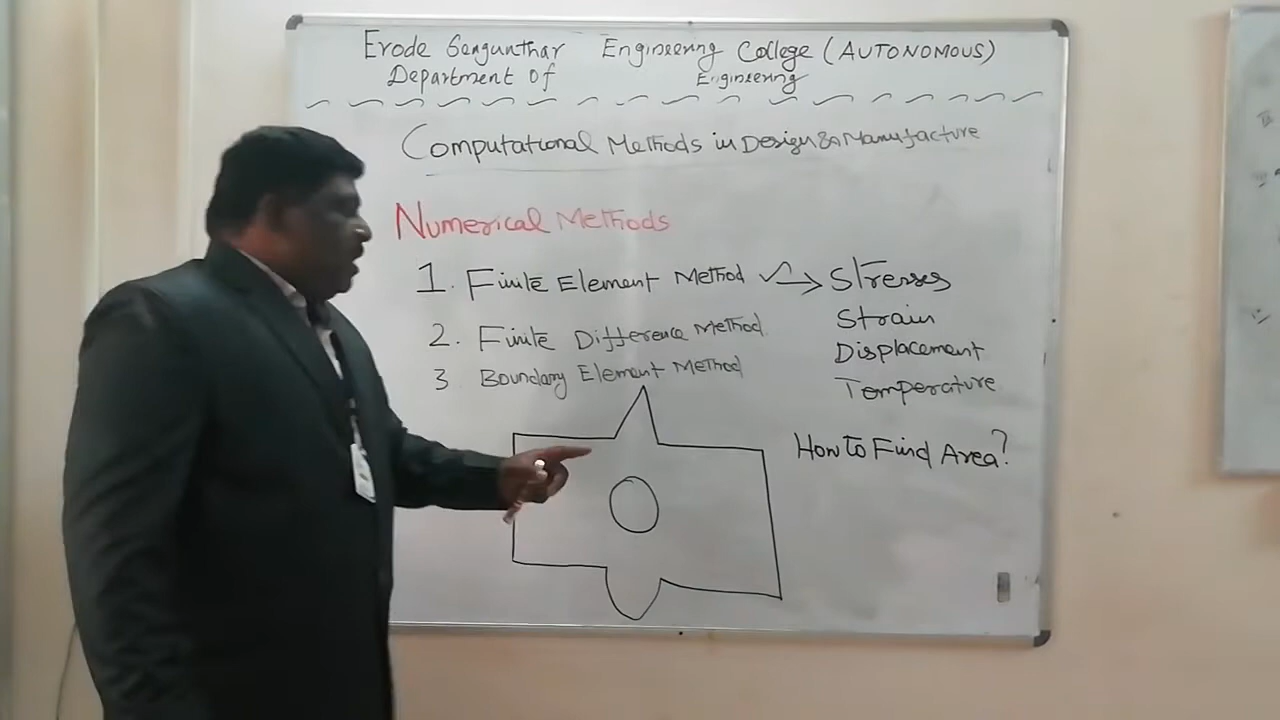 Erode Sengunthar Engineering College (AUTONOMOUS)
Department Of Engineering
Computational Methods in Design & Manufacture
Numerical Methods
1. Finite Element Method → Stresses
Strain
2. Finite Difference Method
Displacement
3 Boundary Element Method
Temperature
How to Find Area?